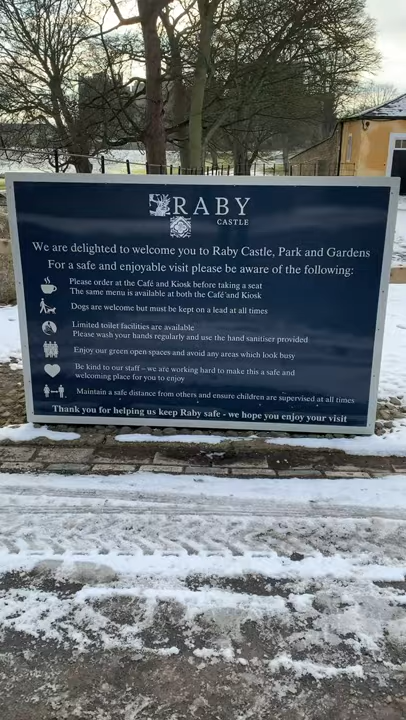 RABY
CASTLE
We are delighted to welcome you to Raby Castle, Park and Gardens
For a safe and enjoyable visit please be aware of the following:
Please order at the Café and Kiosk before taking a seat
The same menu is available at both the Café and Kiosk
Dogs are welcome but must be kept on a lead at all times
Limited toilet facilities are available
Please wash your hands regularly and use the hand sanitiser provided
Enjoy our green open spaces and avoid any areas which look busy
Be kind to our staff – we are working hard to make this a safe and
welcoming place for you to enjoy
Maintain a safe distance from others and ensure children are supervised at all times
Thank you for helping us keep Raby safe - we hope you enjoy your visit